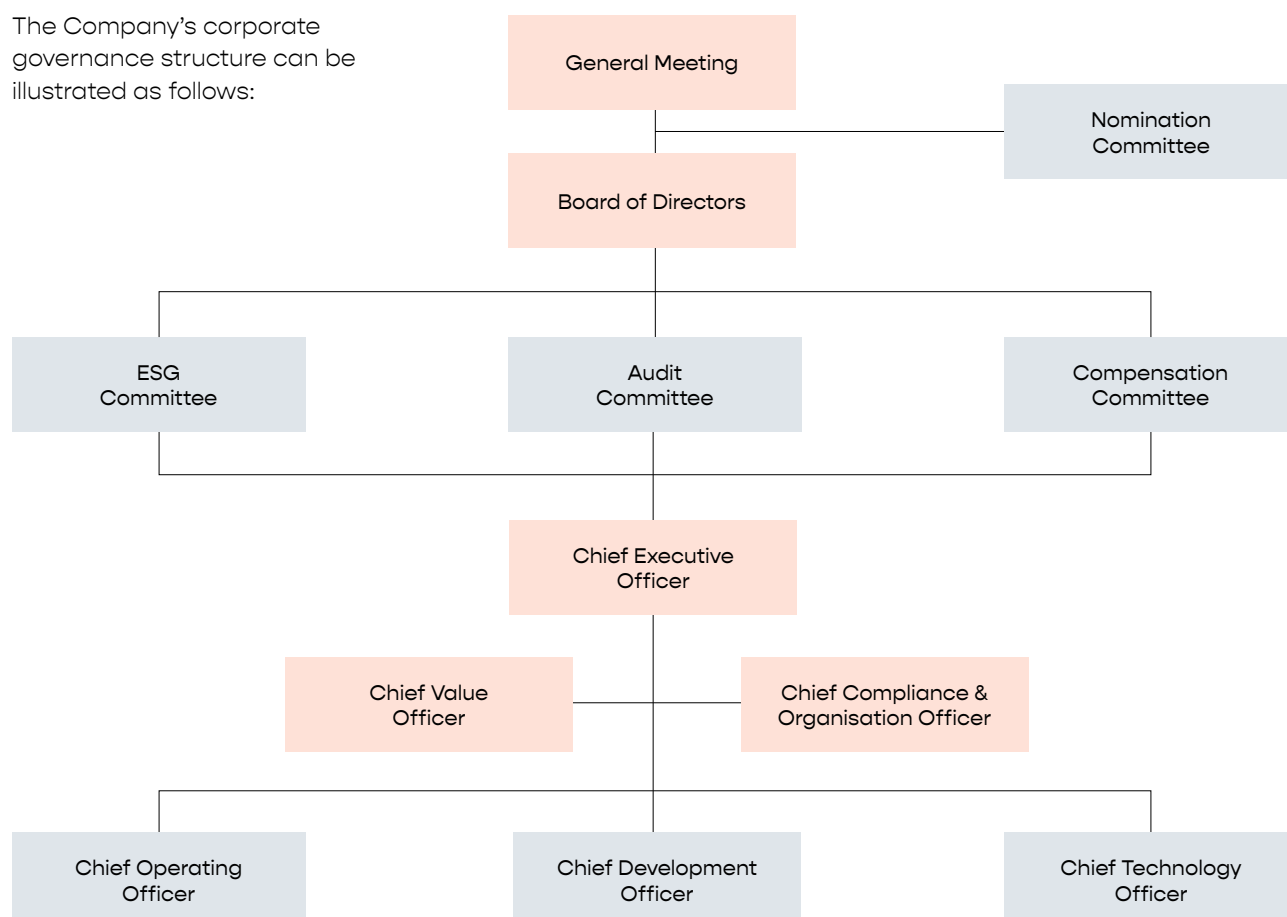 The Company’s corporate
governance structure can be
illustrated as follows:
General Meeting
Nomination
Committee
Board of Directors
ESG
Committee
Audit
Committee
Compensation
Committee
Chief Executive
Officer
Chief Value
Officer
Chief Compliance &
Organisation Officer
Chief Operating
Officer
Chief Development
Officer
Chief Technology
Officer